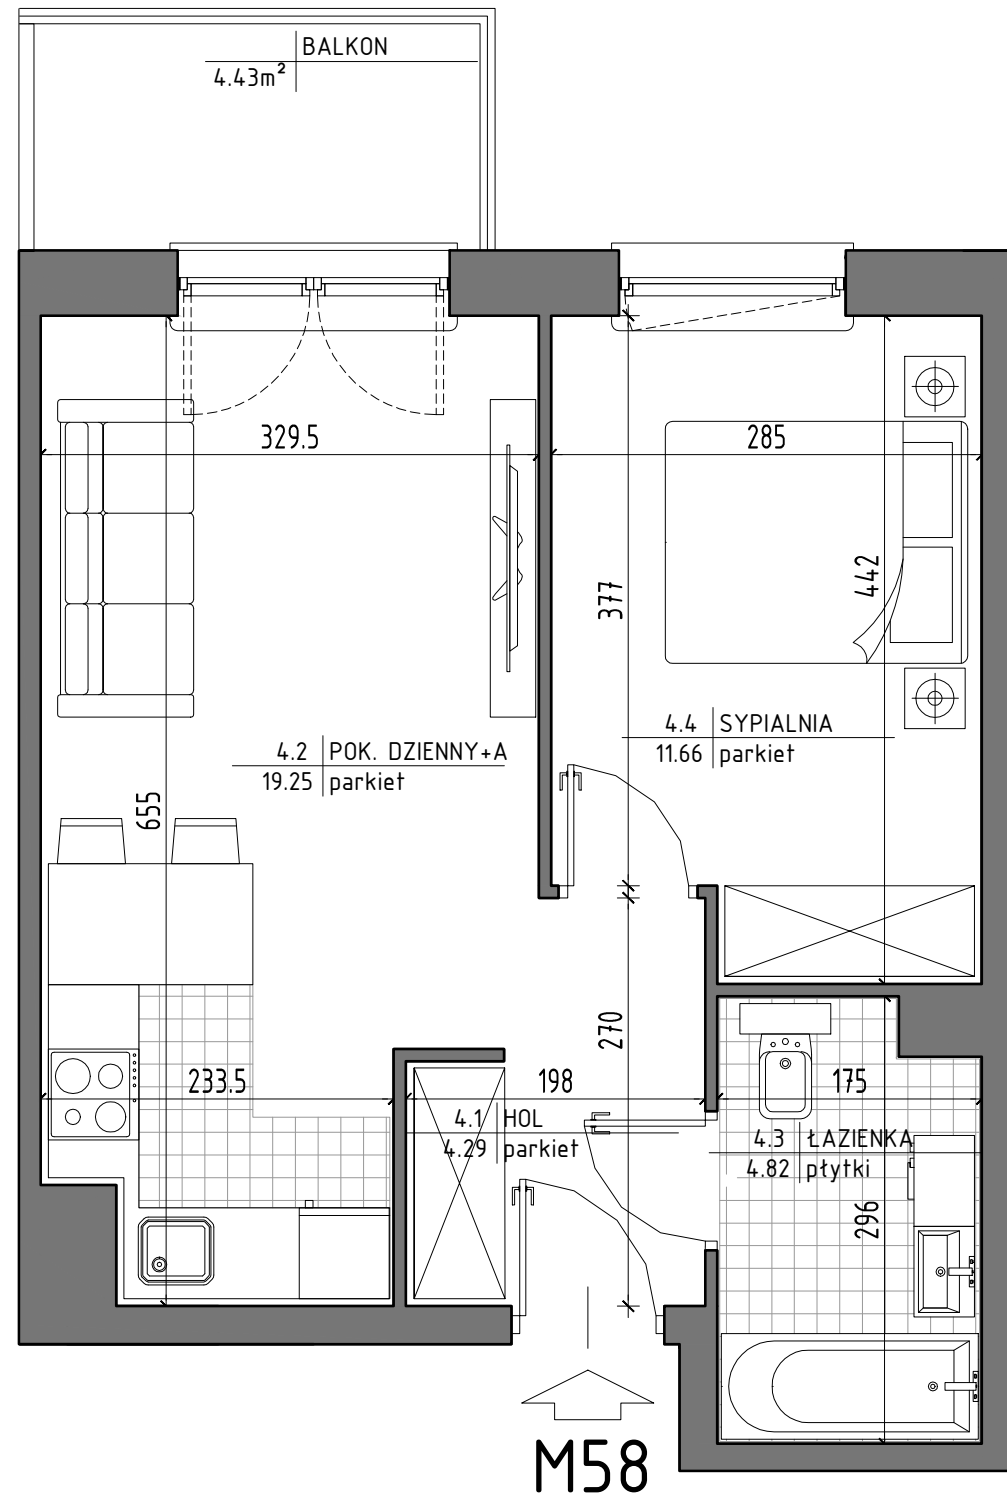 BALKON
4.43m²
329.5
285
377
442
4.4 SYPIALNIA
11.66 parkiet
4.2 POK. DZIENNY+A
19.25 parkiet
655
270
233.5
198
175
4.1 HOL
4.29 parkiet
4.3 ŁAZIENKA
4.82 płytki
296
M58